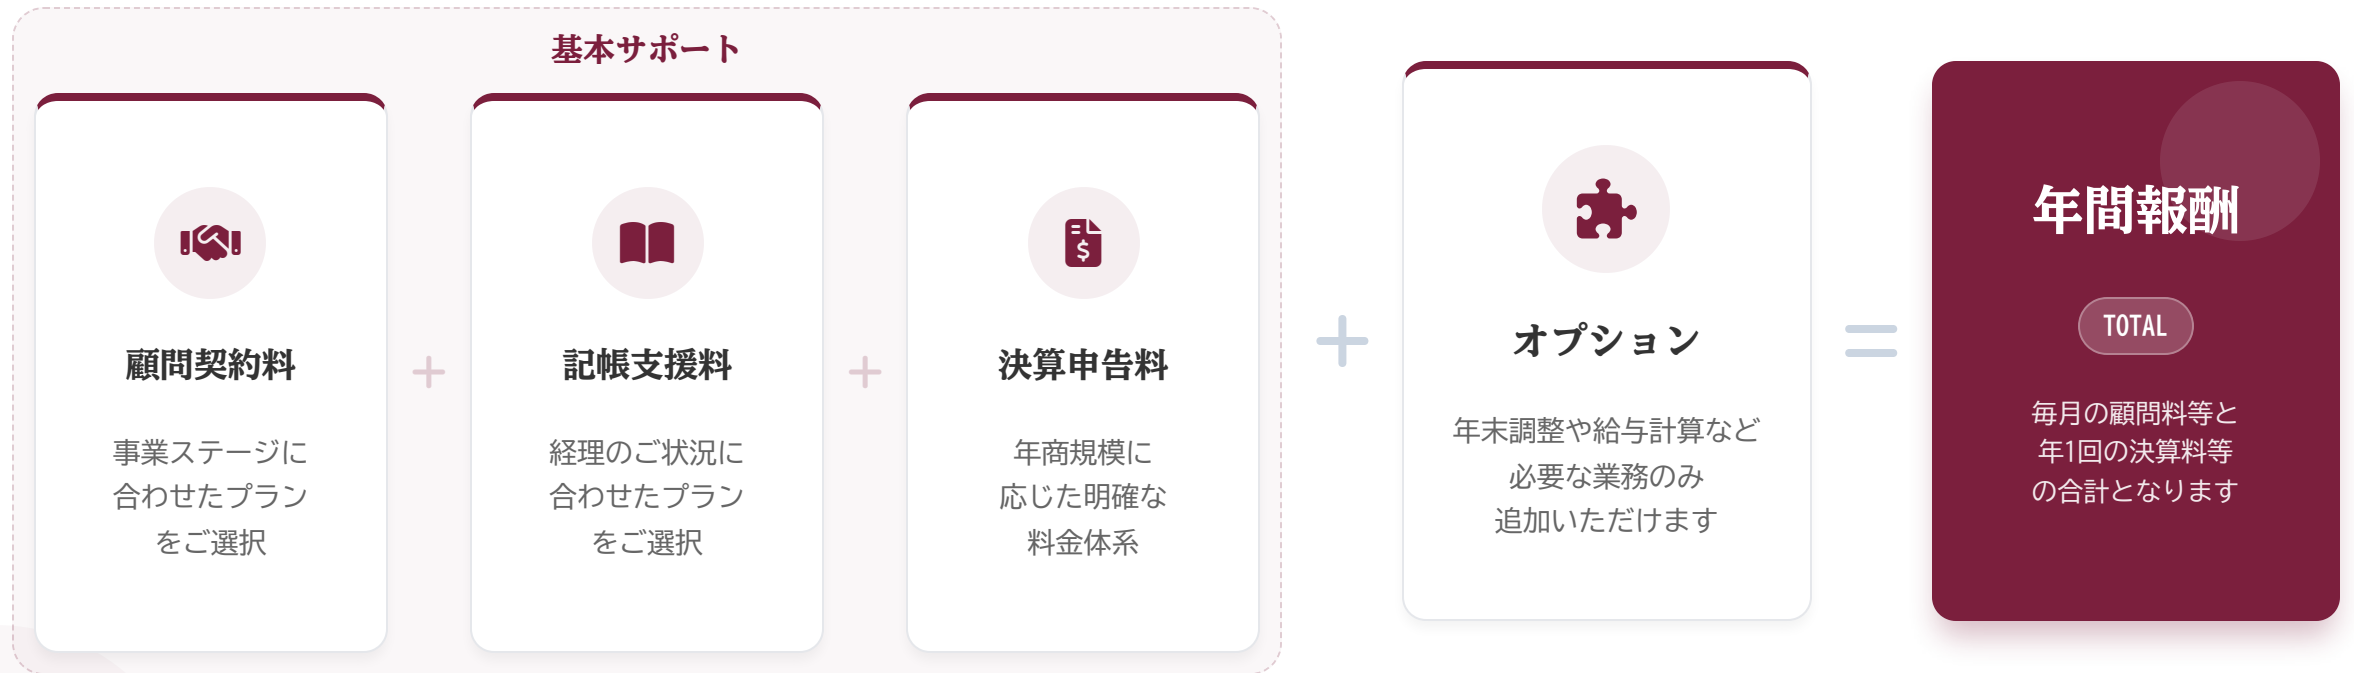 基本サポート
顧問契約料
事業ステージに
合わせたプラン
をご選択
+
記帳支援料
経理のご状況に
合わせたプラン
をご選択
+
$
決算申告料
年商規模に
応じた明確な
料金体系
+
オプション
年末調整や給与計算など
必要な業務のみ
追加いただけます
=
年間報酬
TOTAL
毎月の顧問料等と
年1回の決算料等
の合計となります